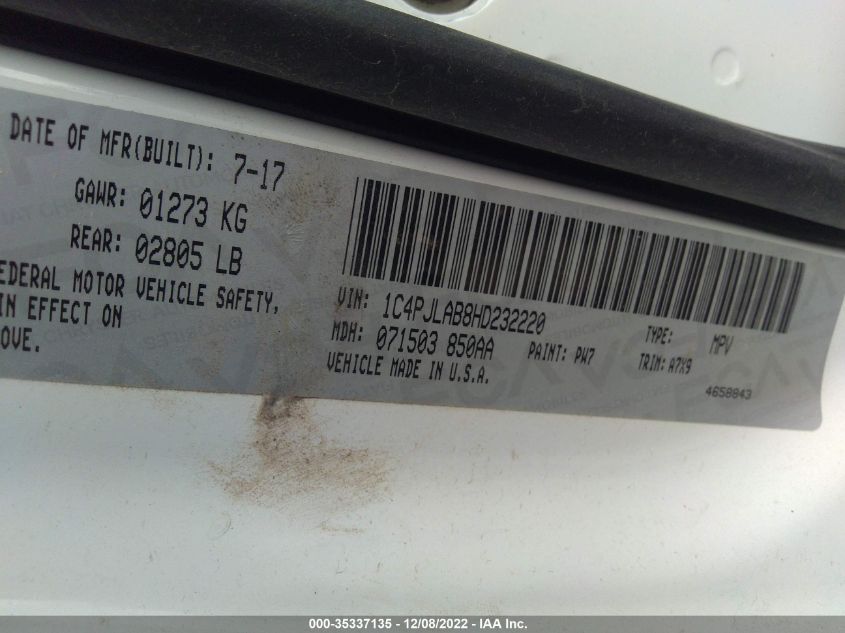 DATE OF MFR(BUILT): 7-17
GAWR: 01273 KG
REAR: 02805 LB
EDERAL MOTOR VEHICLE SAFETY,
IN EFFECT ON
OVE.
VIN: 1C4PJLAB8HD232220
MDH: 071503 850AA
PAINT: PW7
VEHICLE MADE IN U.S.A.
TYPE: MPV
TRIM: A7X9
4658843
000-35337135 - 12/08/2022 - IAA Inc.